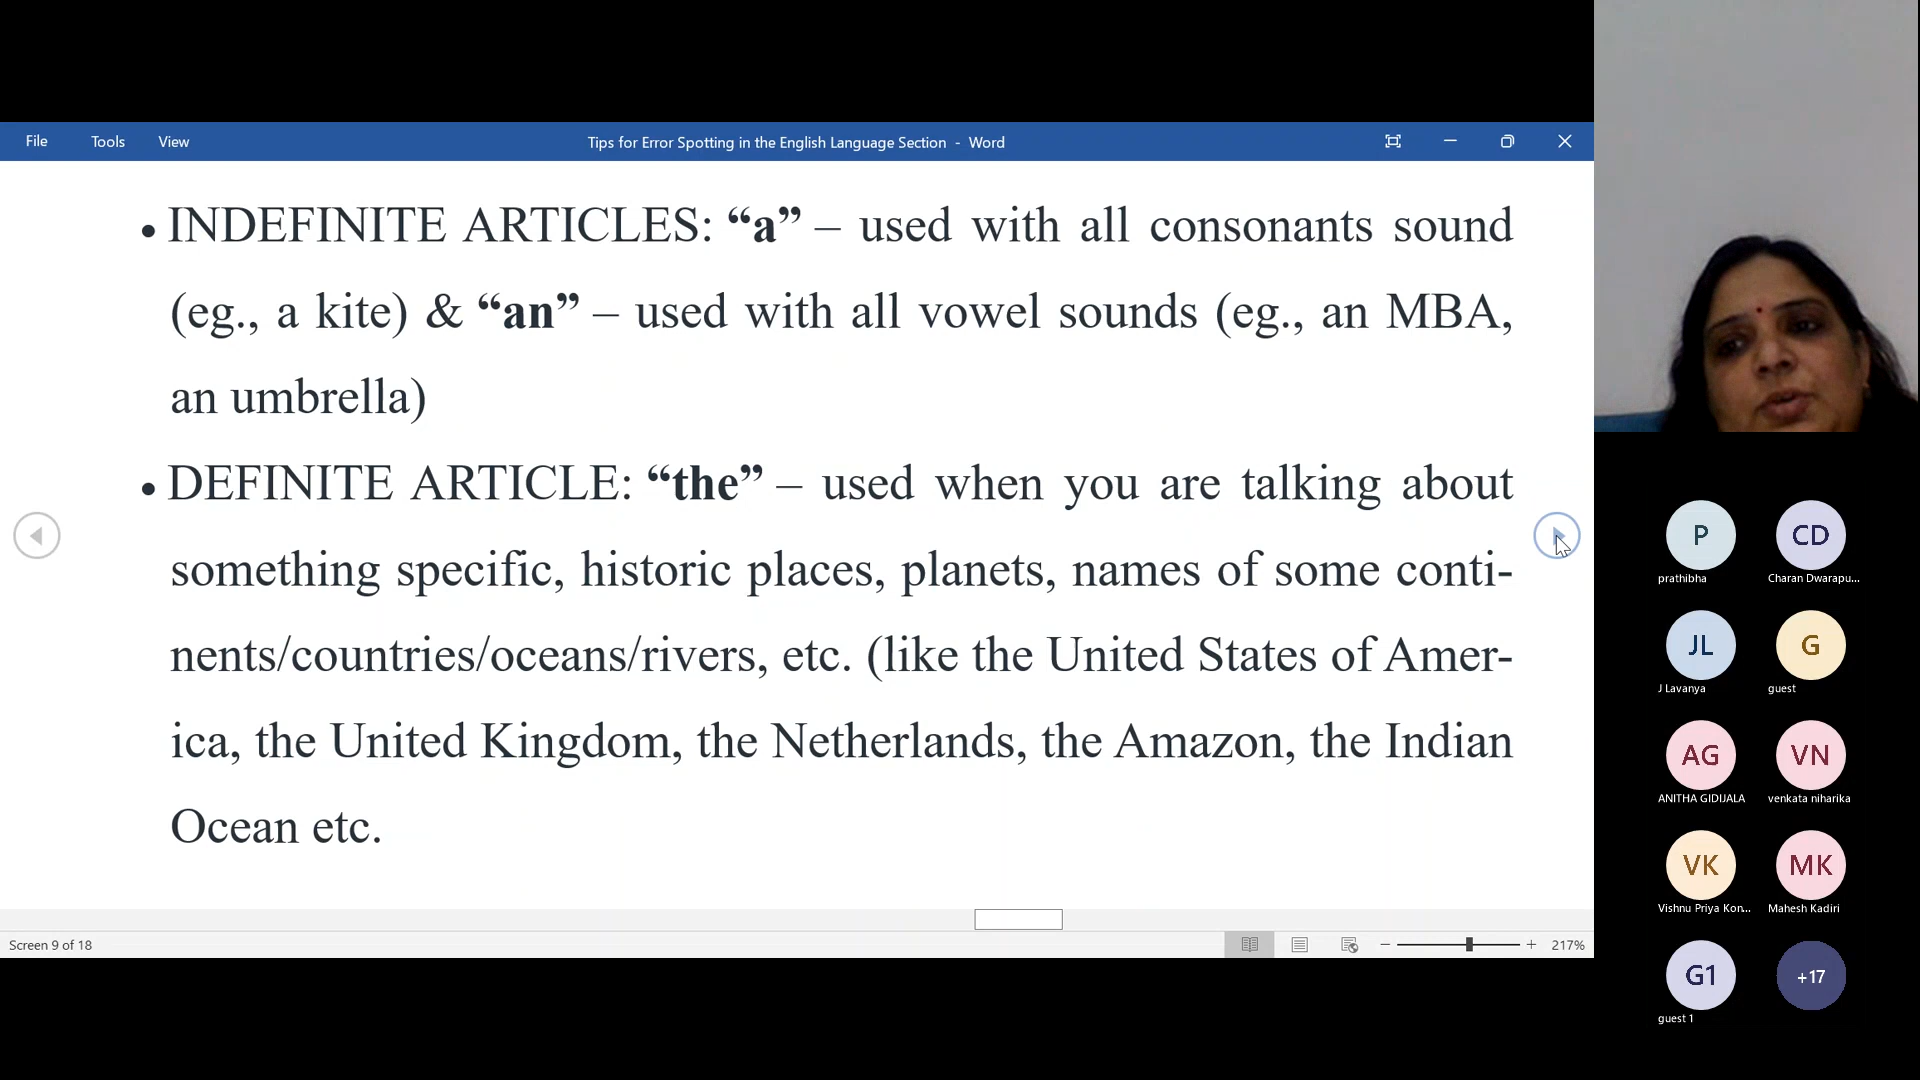 File Tools View
Tips for Error Spotting in the English Language Section - Word
• INDEFINITE ARTICLES: “a” – used with all consonants sound
(eg., a kite) & “an” – used with all vowel sounds (eg., an MBA,
an umbrella)
• DEFINITE ARTICLE: “the” – used when you are talking about
something specific, historic places, planets, names of some conti-
nents/countries/oceans/rivers, etc. (like the United States of Amer-
ica, the United Kingdom, the Netherlands, the Amazon, the Indian
Ocean etc.
Screen 9 of 18
217%
P CD
prathibha Charan Dwarapu...
JL G
J Lavanya guest
AG VN
ANITHA GIDIJALA venkata niharika
VK MK
Vishnu Priya Kon... Mahesh Kadiri
G1 +17
guest 1